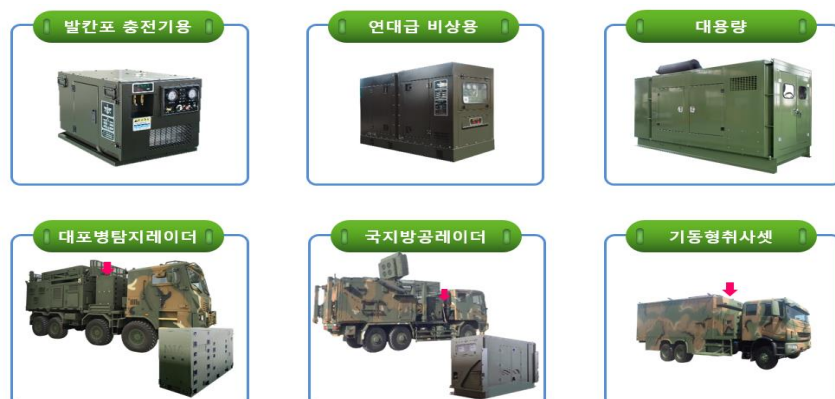 발칸포 충전기용
연대급 비상용
대용량
대포병탐지레이더
국지방공레이더
기동형취사셋